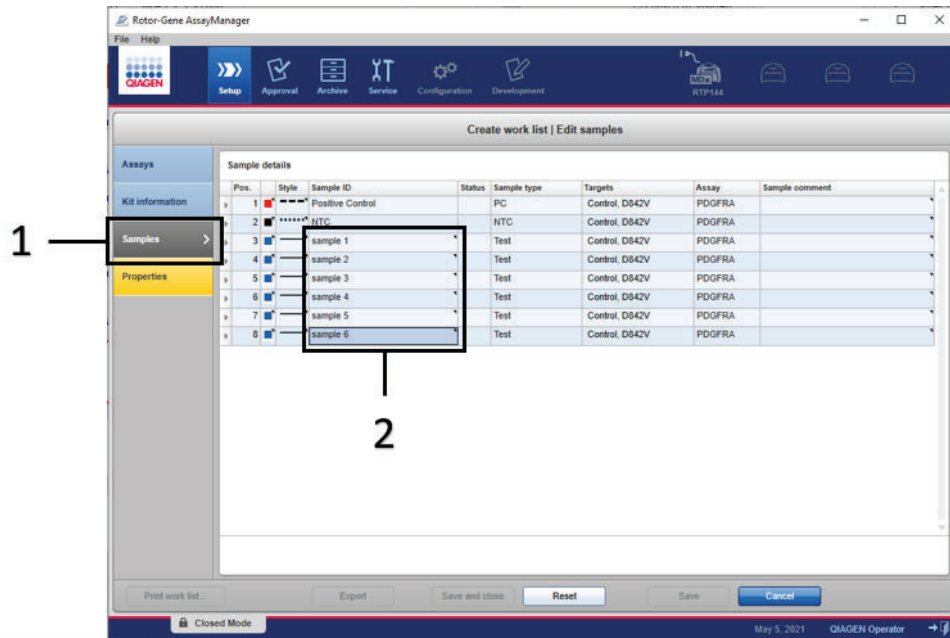 Rotor-Gene AssayManager
File Help
QIAGEN
Setup Approval Archive Service Configuration Development
1
MDx
RTP144
Create work list | Edit samples
Assays
Kit information
Samples
Properties
Sample details
Pos. Style Sample ID Status Sample type Targets Assay Sample comment
1 Positive Control PC Control, D842V PDGFRA
2 NTC NTC Control, D842V PDGFRA
3 sample 1 Test Control, D842V PDGFRA
4 sample 2 Test Control, D842V PDGFRA
5 sample 3 Test Control, D842V PDGFRA
6 sample 4 Test Control, D842V PDGFRA
7 sample 5 Test Control, D842V PDGFRA
8 sample 6 Test Control, D842V PDGFRA
1
2
Print work list... Export Save and close Reset Save Cancel
Closed Mode
May 5, 2021 QIAGEN Operator